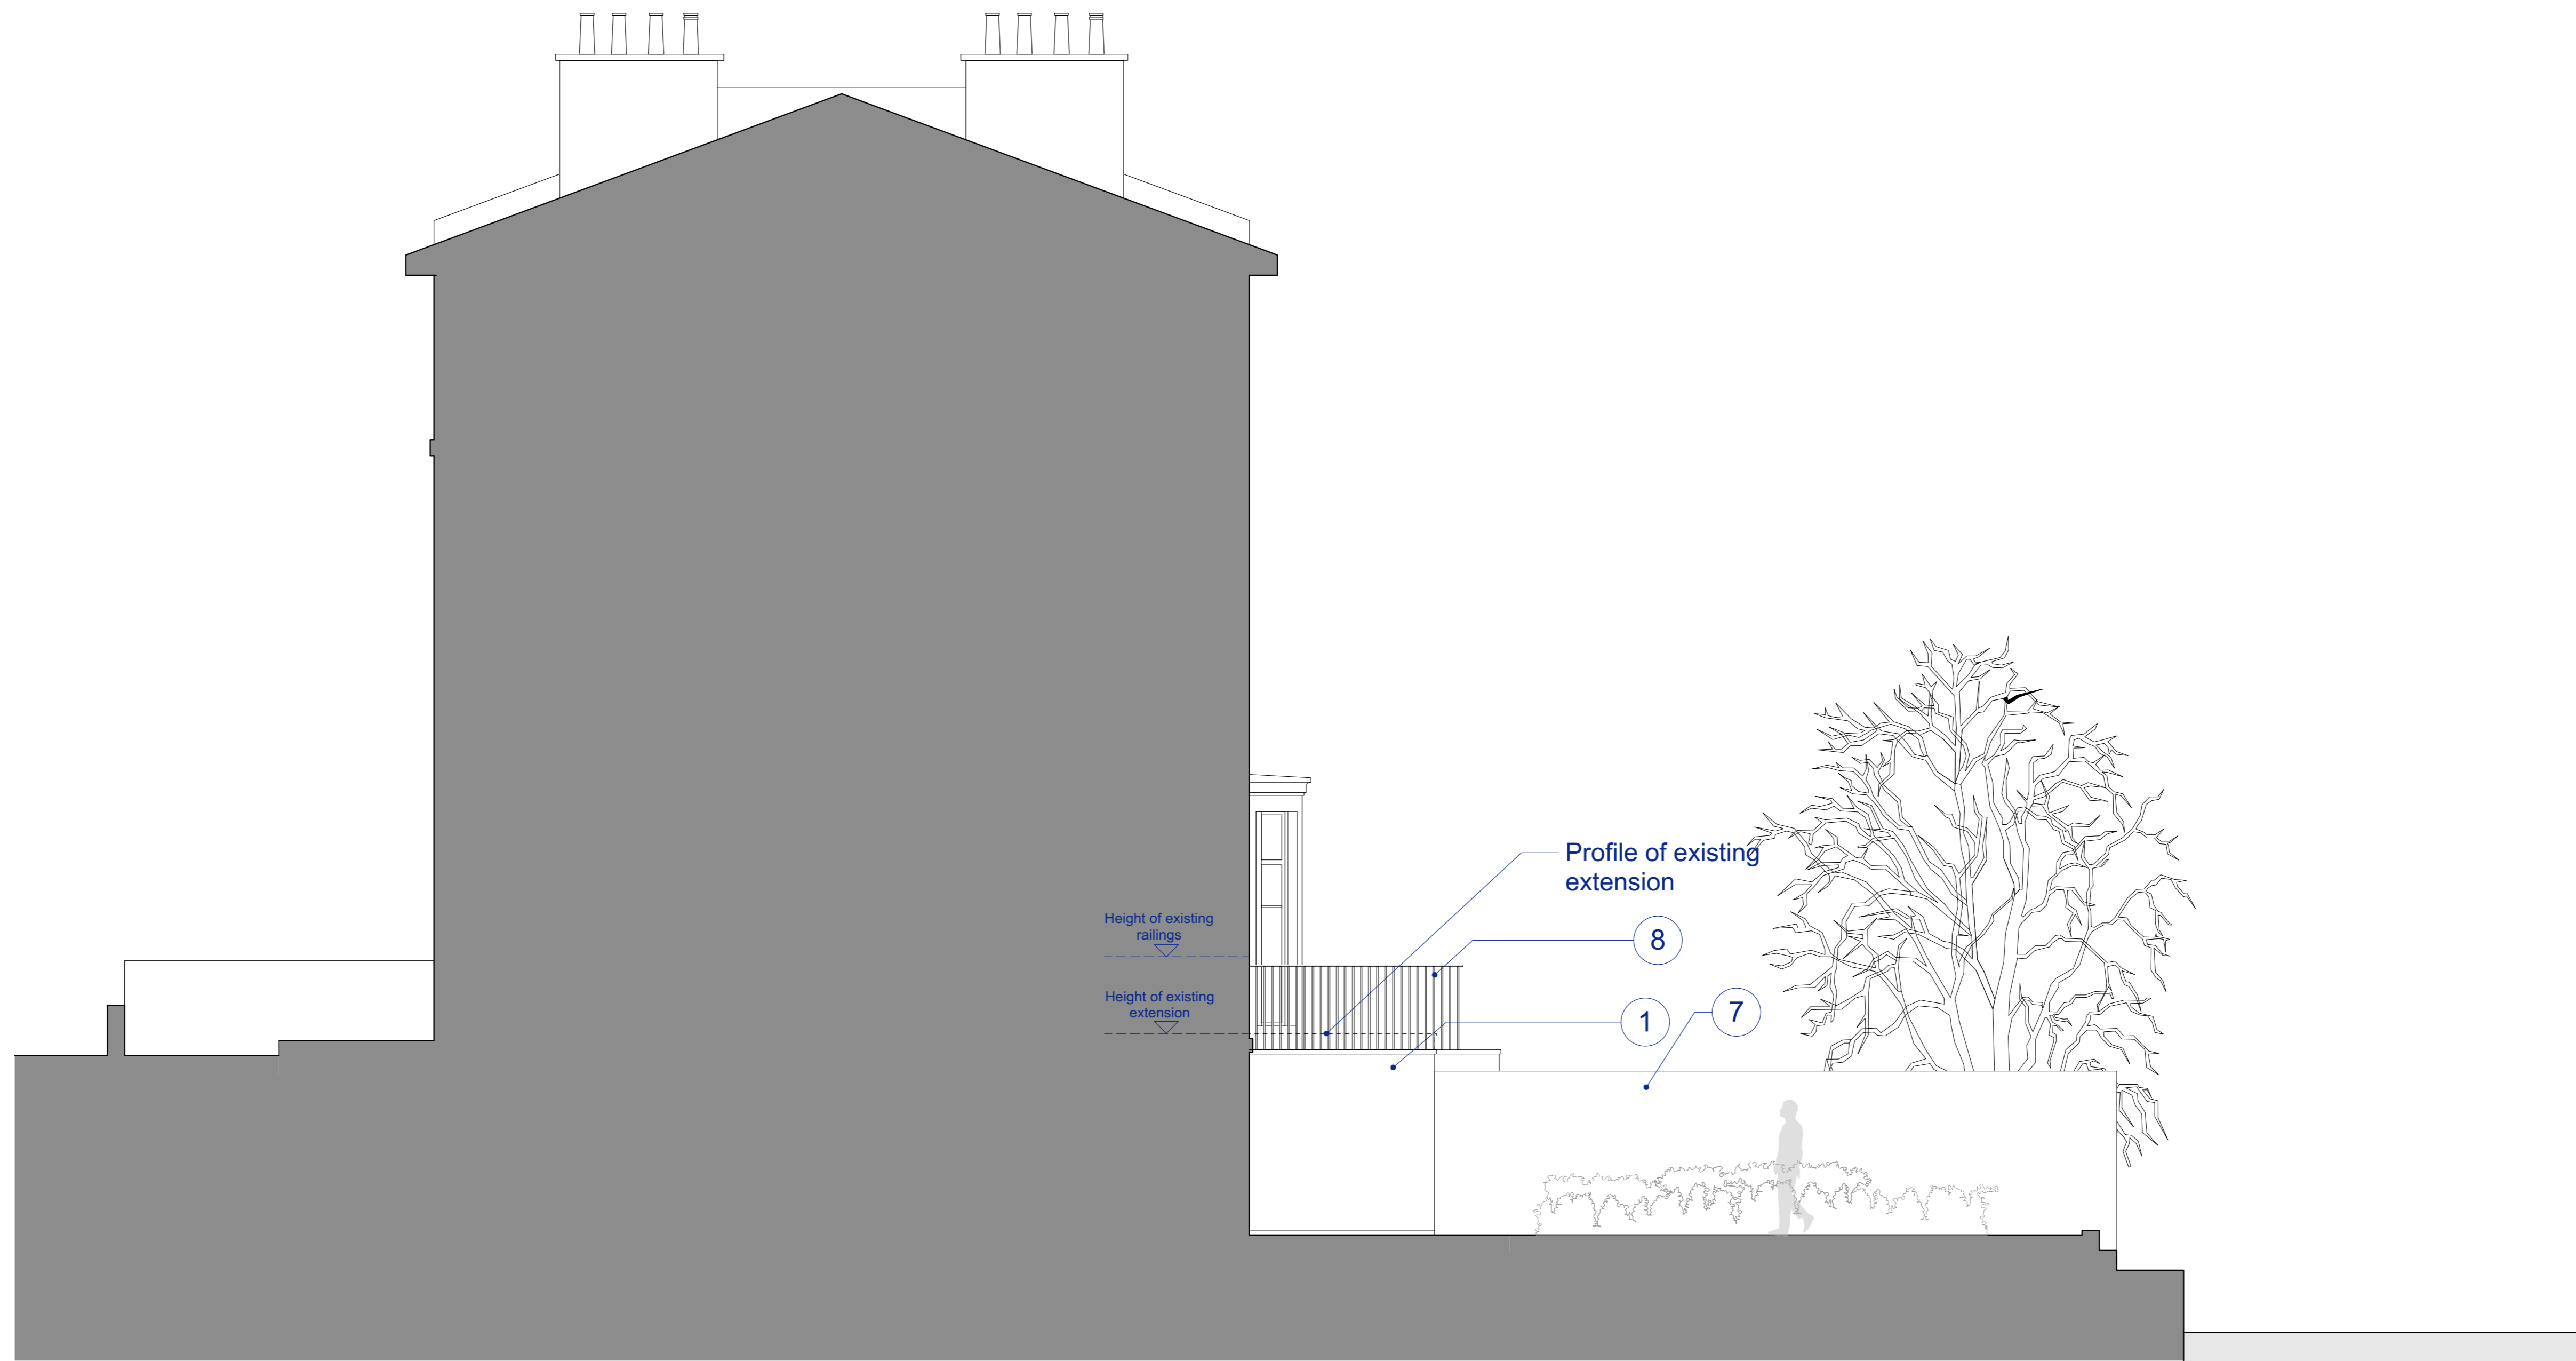 Profile of existing
extension
Height of existing
railings
8
Height of existing
extension
1
7